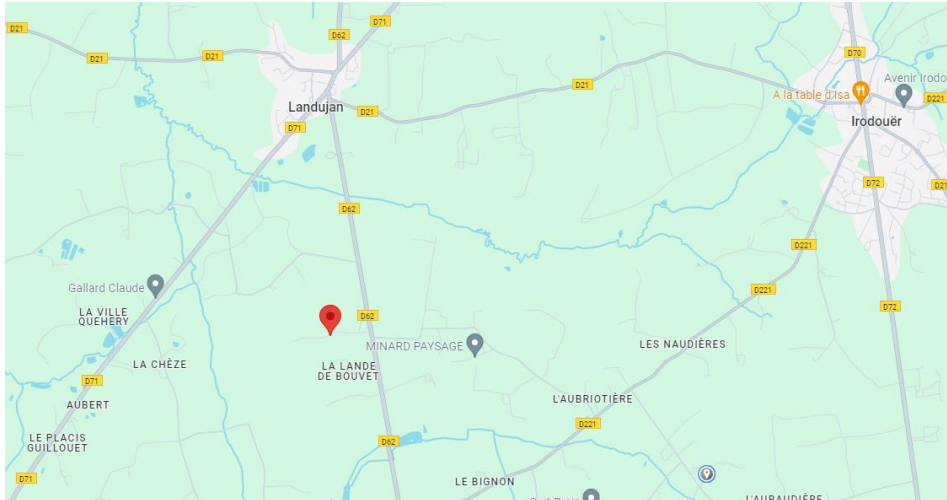 D21
D62
D71
D70
D21
D21
Avenir Irodo
D21
A la table d'Isa
D221
Landujan
D21
Irodouër
D71
D72
D21
D62
D221
Gallard Claude
D221
LA VILLE
QUEHERY
D62
D72
MINARD PAYSAGE
LES NAUDIÈRES
LA CHÈZE
LA LANDE
DE BOUVET
D71
AUBERT
L'AUBRIOTIÈRE
D221
LE PLACIS
GUILLOUET
D62
D71
LE BIGNON
L'AUBAUDIÈRE